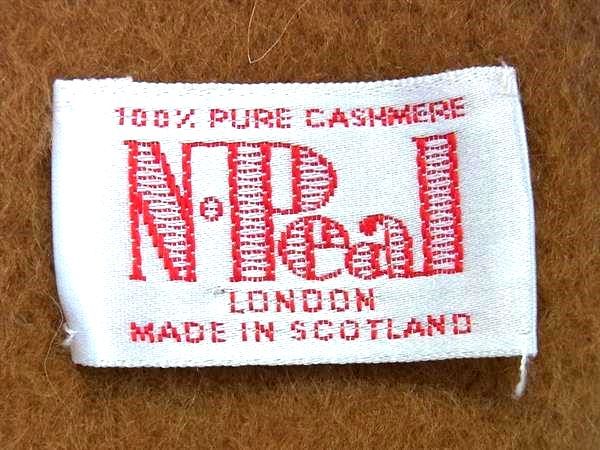 100% PURE CASHMERE
N·Peal
LONDON
MADE IN SCOTLAND